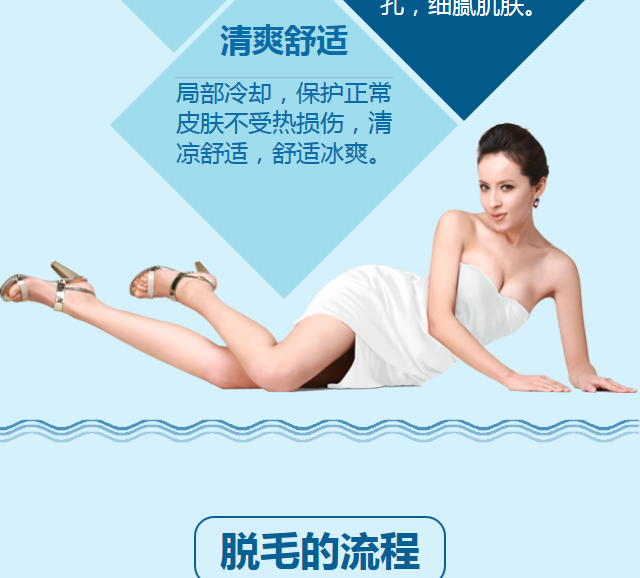 孔，细腻肌肤。
清爽舒适
局部冷却，保护正常
皮肤不受热损伤，清
凉舒适，舒适冰爽。
脱毛的流程